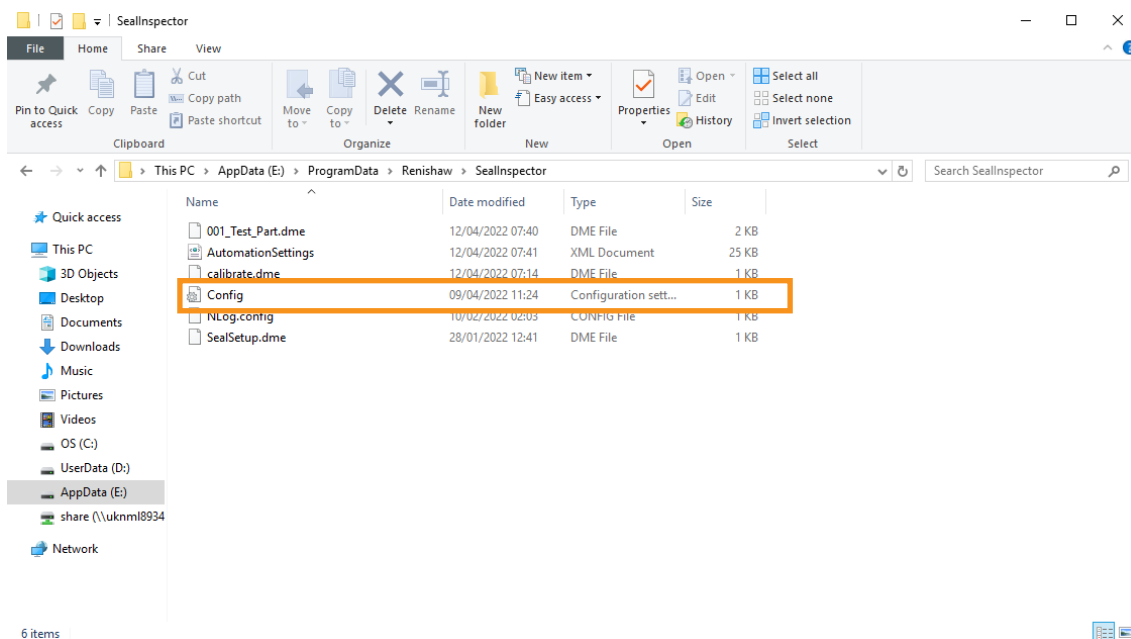 SealInspector
File Home Share View
Pin to Quick access
Copy
Paste
Cut
Copy path
Paste shortcut
Move to
Copy to
Delete
Rename
New folder
New item
Easy access
Properties
Open
Edit
History
Select all
Select none
Invert selection
Clipboard Organize New Open Select
This PC > AppData (E:) > ProgramData > Renishaw > SealInspector
Search SealInspector
Name Date modified Type Size
001_Test_Part.dme 12/04/2022 07:40 DME File 2 KB
AutomationSettings 12/04/2022 07:41 XML Document 25 KB
calibrate.dme 12/04/2022 07:14 DME File 1 KB
Config 09/04/2022 11:24 Configuration sett... 1 KB
NLog.config 10/02/2022 02:03 CONFIG File 1 KB
SealSetup.dme 28/01/2022 12:41 DME File 1 KB
Quick access
This PC
3D Objects
Desktop
Documents
Downloads
Music
Pictures
Videos
OS (C:)
UserData (D:)
AppData (E:)
share (\\uknml8934
Network
6 items